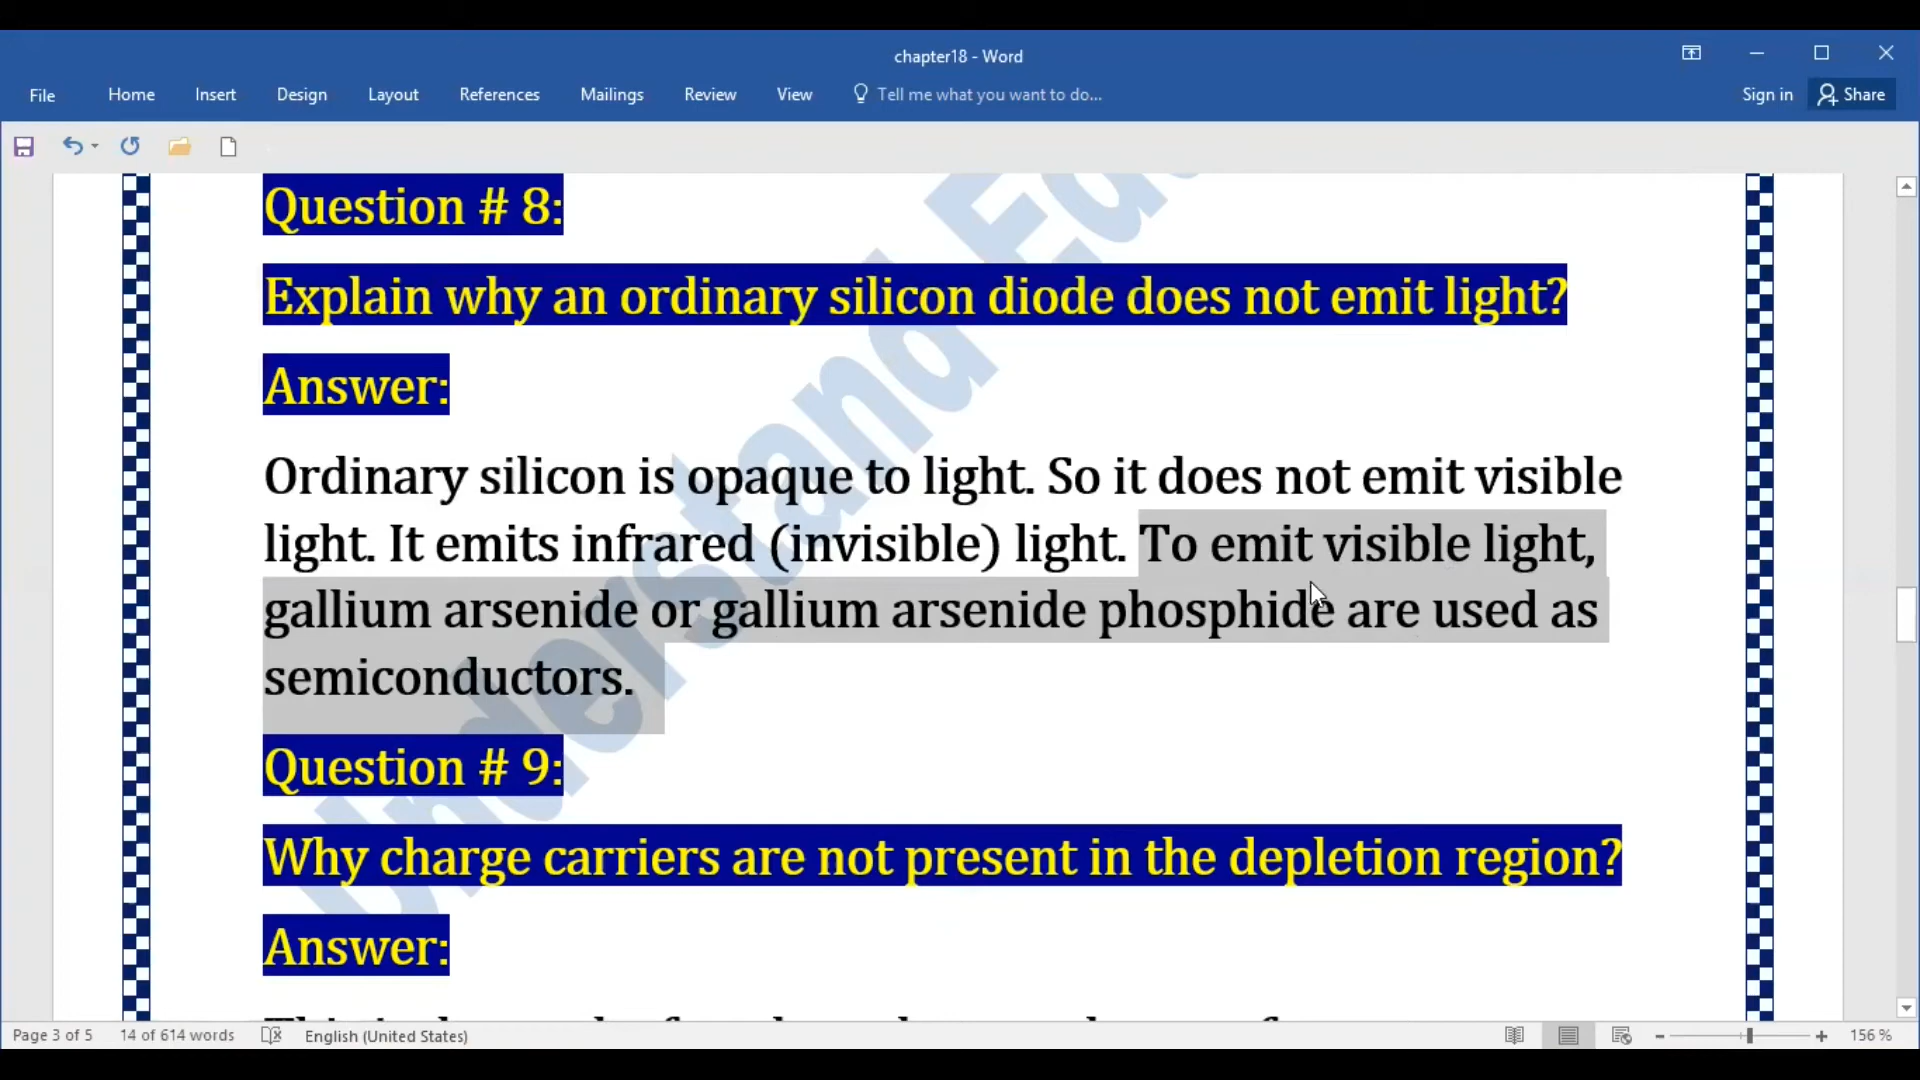 chapter18 - Word
File Home Insert Design Layout References Mailings Review View Tell me what you want to do... Sign in Share
Question # 8:
Explain why an ordinary silicon diode does not emit light?
Answer:
Ordinary silicon is opaque to light. So it does not emit visible
light. It emits infrared (invisible) light. To emit visible light,
gallium arsenide or gallium arsenide phosphide are used as
semiconductors.
Question # 9:
Why charge carriers are not present in the depletion region?
Answer:
Page 3 of 5 14 of 614 words English (United States) 156 %